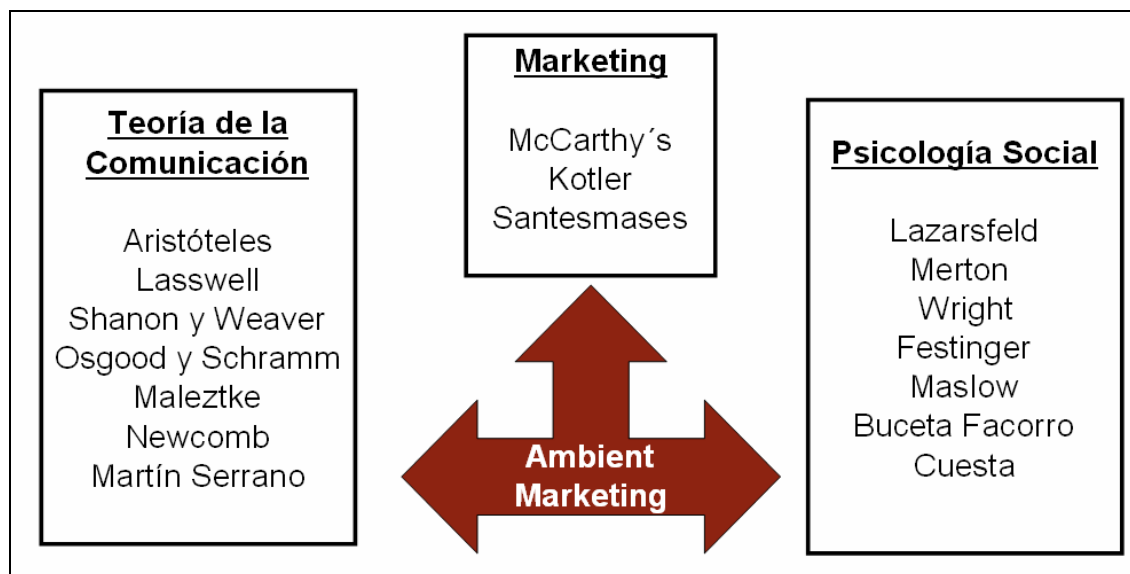 Teoría de la
Comunicación
Aristóteles
Lasswell
Shanon y Weaver
Osgood y Schramm
Maleztke
Newcomb
Martín Serrano
Marketing
McCarthy´s
Kotler
Santesmases
Psicología Social
Lazarsfeld
Merton
Wright
Festinger
Maslow
Buceta Facorro
Cuesta
Ambient
Marketing